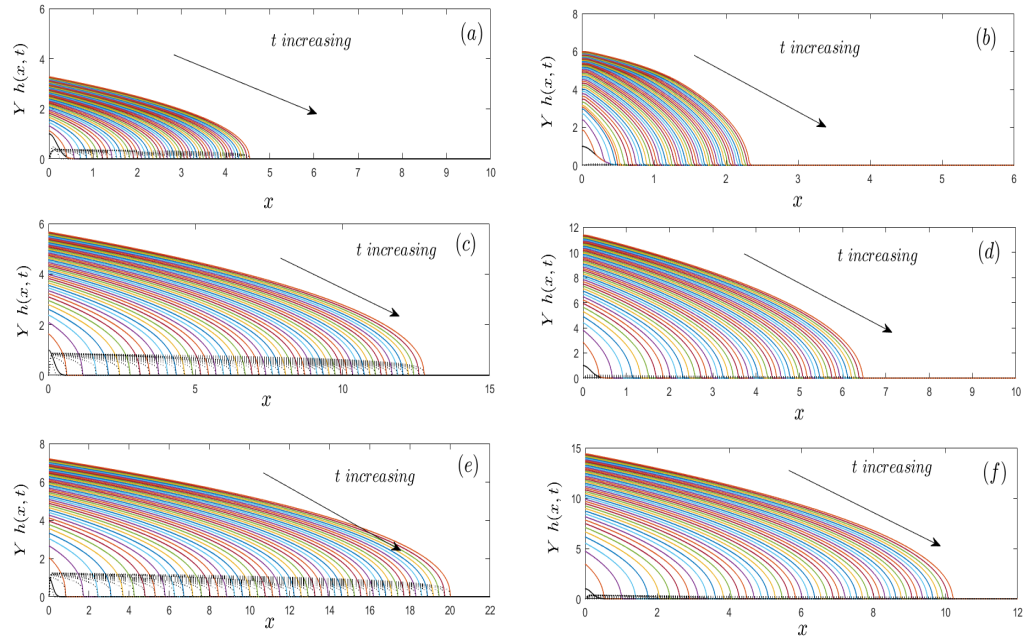 6
4
2
0
Y h(x, t)
t increasing
(a)
0 1 2 3 4 5 6 7 8 9 10
x
8
6
4
2
0
Y h(x, t)
t increasing
(b)
0 1 2 3 4 5 6
x
6
4
2
0
Y h(x, t)
t increasing
(c)
0 5 10 15
x
12
10
8
6
4
2
0
Y h(x, t)
t increasing
(d)
0 1 2 3 4 5 6 7 8 9 10
x
8
6
4
2
0
Y h(x, t)
t increasing
(e)
0 2 4 6 8 10 12 14 16 18 20 22
x
15
10
5
0
Y h(x, t)
t increasing
(f)
0 2 4 6 8 10 12
x